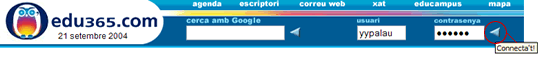 agenda escriptori correu web xat educampus mapa
edu365.com
cerca amb Google usuari contrasenya
21 setembre 2004
yypalau ●●●●●●
Connecta't!